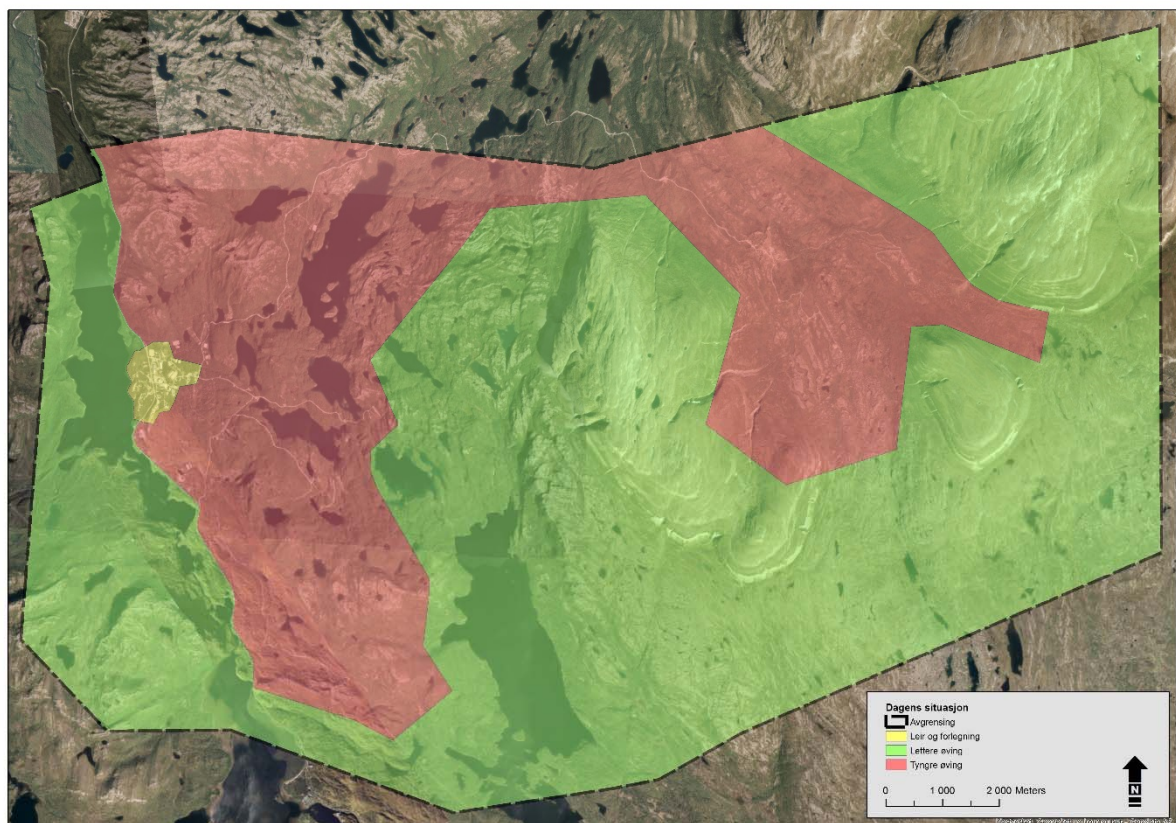 Dagens situasjon
Avgrensing
Leir og forlegning
Lettere øving
Tyngre øving
0 1 000 2 000 Meters
N